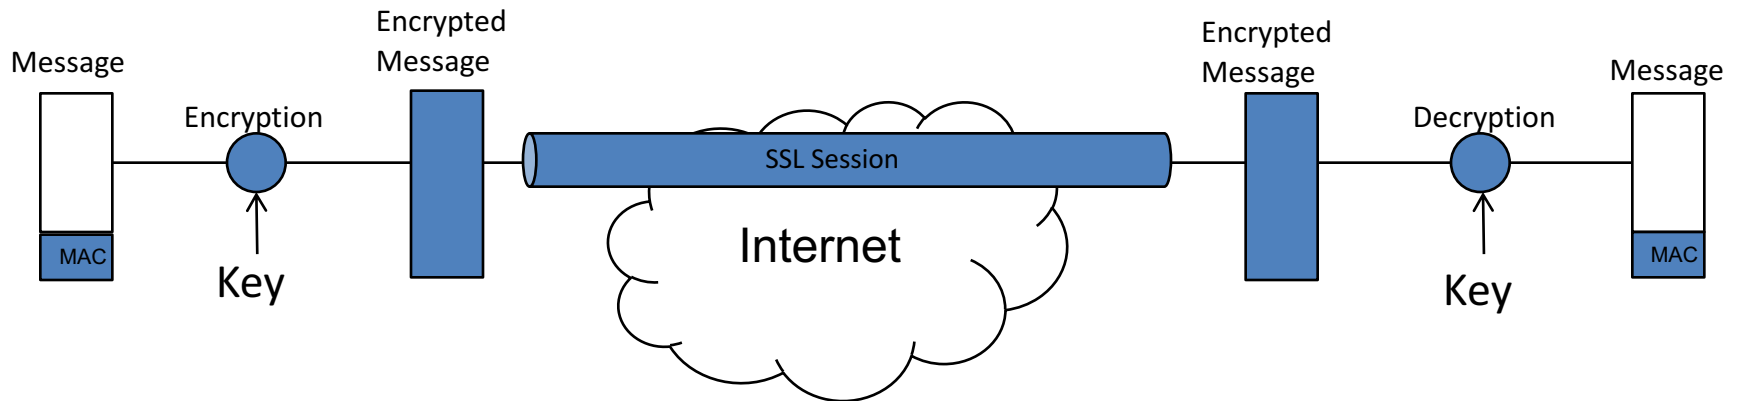 Message
MAC
Encryption
Key
Encrypted
Message
SSL Session
Internet
Encrypted
Message
Decryption
Key
Message
MAC